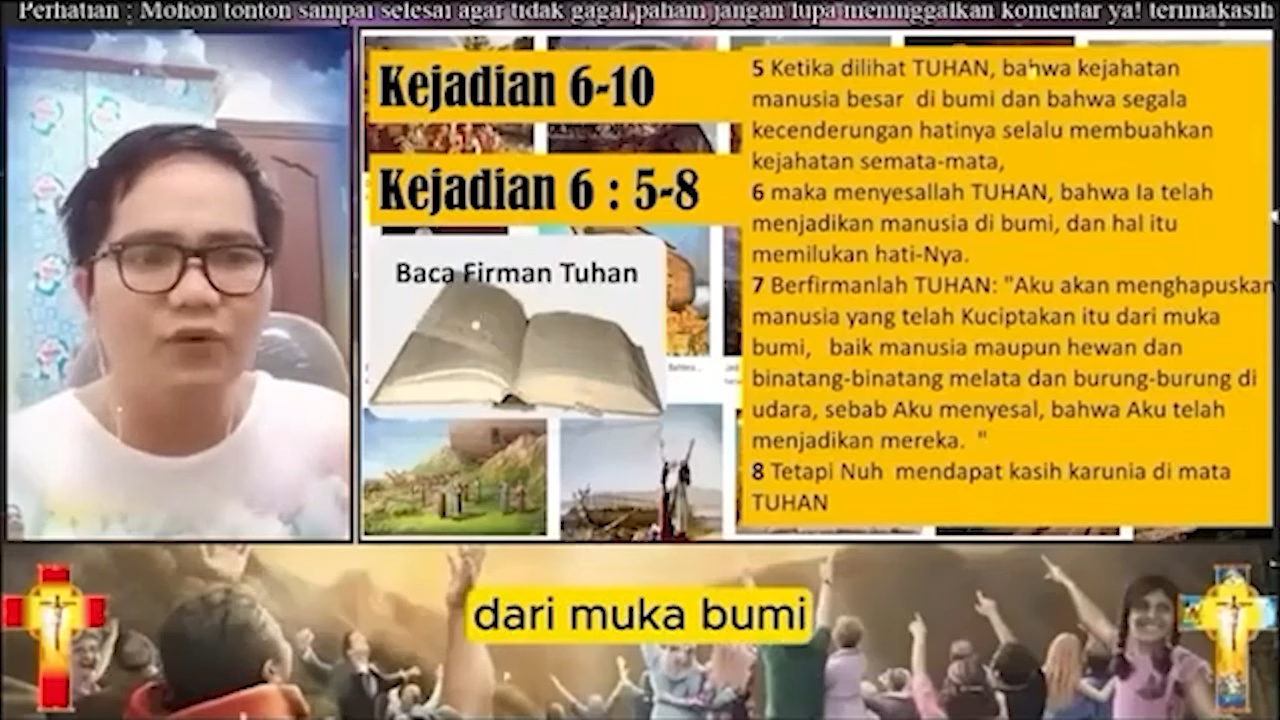 Perhatian : Mohon tonton sampai selesai agar tidak gagal paham jangan lupa meninggalkan komentar ya! terimakasih
Kejadian 6-10
Kejadian 6 : 5-8
Baca Firman Tuhan
5 Ketika dilihat TUHAN, bahwa kejahatan
manusia besar di bumi dan bahwa segala
kecenderungan hatinya selalu membuahkan
kejahatan semata-mata,
6 maka menyesallah TUHAN, bahwa Ia telah
menjadikan manusia di bumi, dan hal itu
memilukan hati-Nya.
7 Berfirmanlah TUHAN: "Aku akan menghapuskan
manusia yang telah Kuciptakan itu dari muka
bumi, baik manusia maupun hewan dan
binatang-binatang melata dan burung-burung di
udara, sebab Aku menyesal, bahwa Aku telah
menjadikan mereka. "
8 Tetapi Nuh mendapat kasih karunia di mata
TUHAN
dari muka bumi